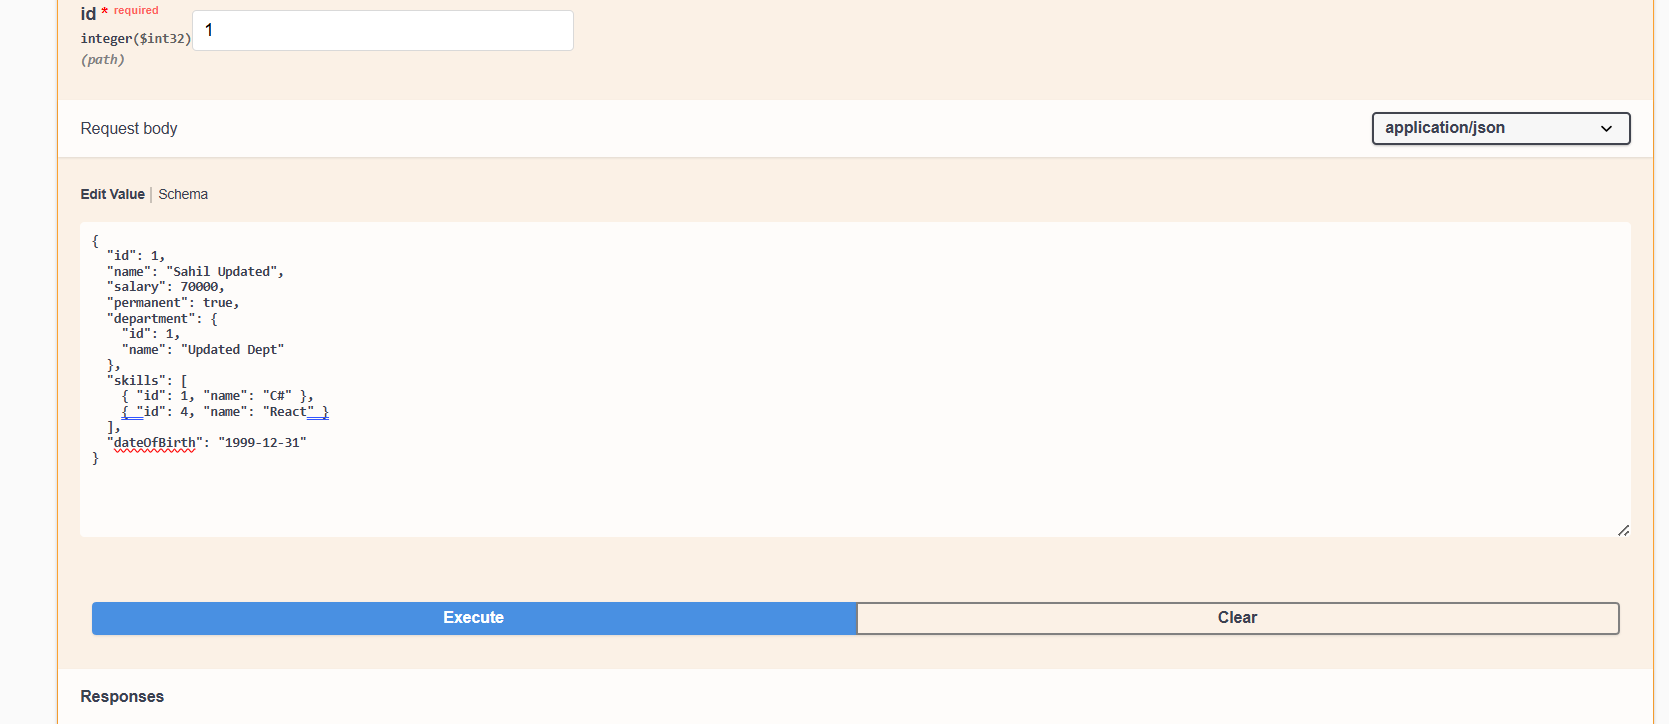 id * required
integer($int32)
1
(path)
Request body
application/json
Edit Value | Schema
{
  "id": 1,
  "name": "Sahil Updated",
  "salary": 70000,
  "permanent": true,
  "department": {
    "id": 1,
    "name": "Updated Dept"
  },
  "skills": [
    { "id": 1, "name": "C#" },
    { "id": 4, "name": "React" }
  ],
  "dateOfBirth": "1999-12-31"
}
Execute
Clear
Responses